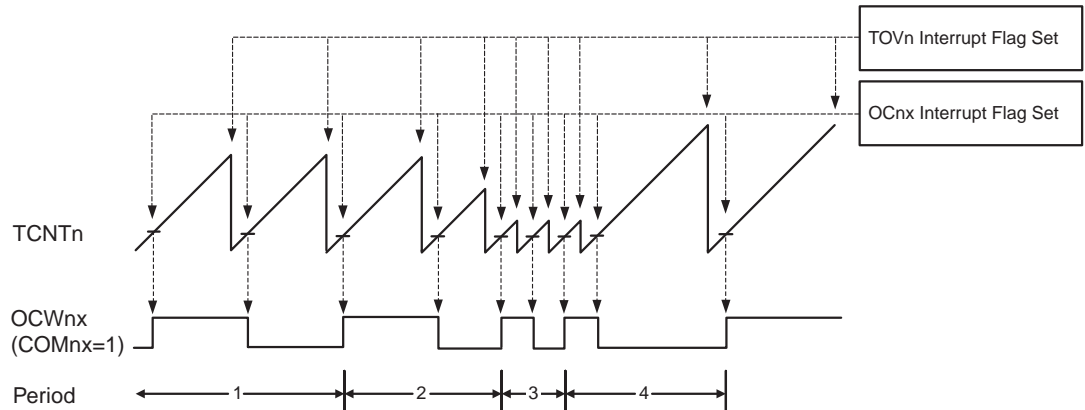 TOVn Interrupt Flag Set
OCnx Interrupt Flag Set
TCNTn
OCWnx
(COMnx=1)
Period
1
2
3
4